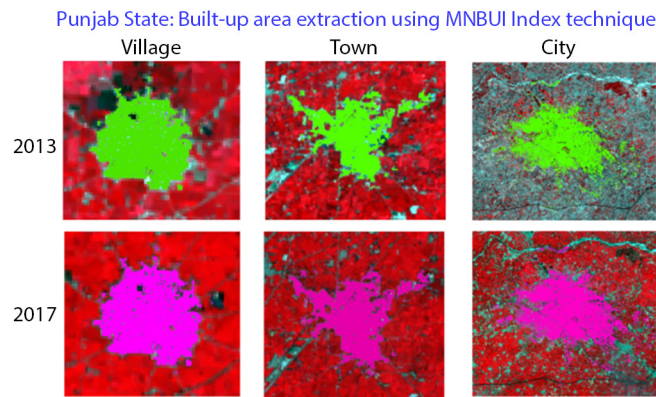 Punjab State: Built-up area extraction using MNBUI Index technique
Village Town City
2013
2017